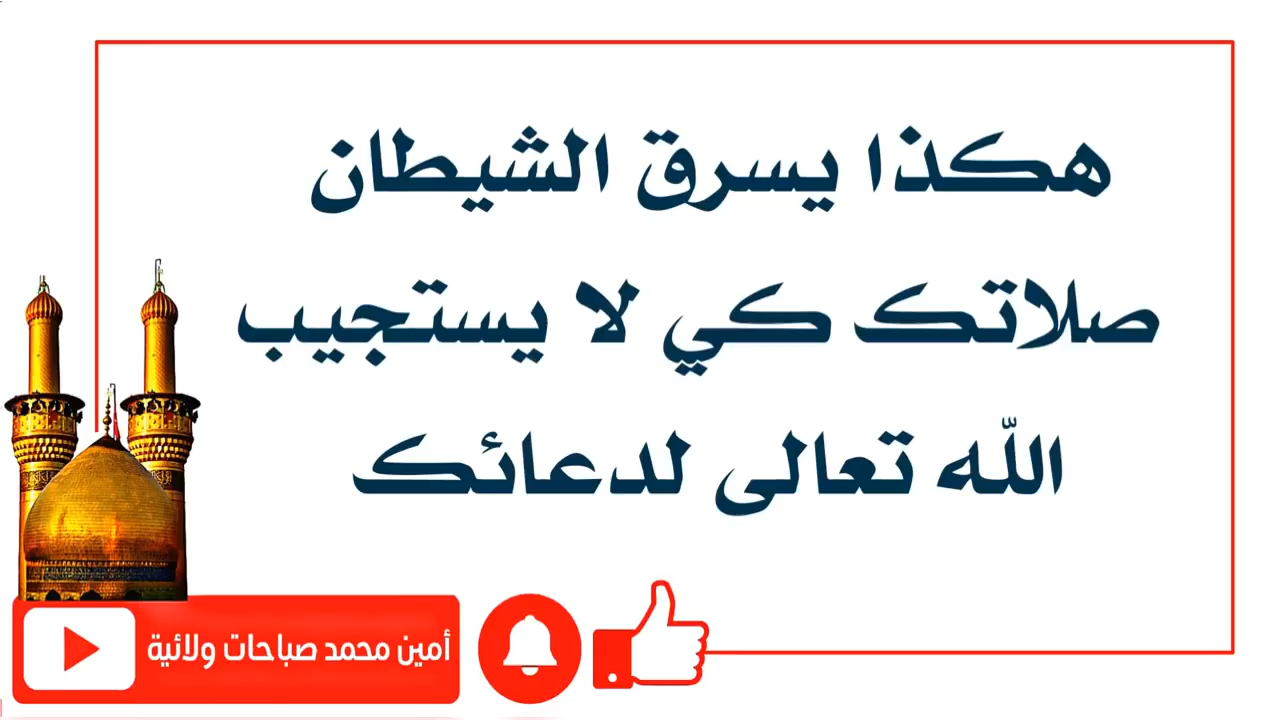 هكذا يسرق الشيطان
صلاتك كي لا يستجيب
الله تعالى لدعائك
أمين محمد صباحات ولائية